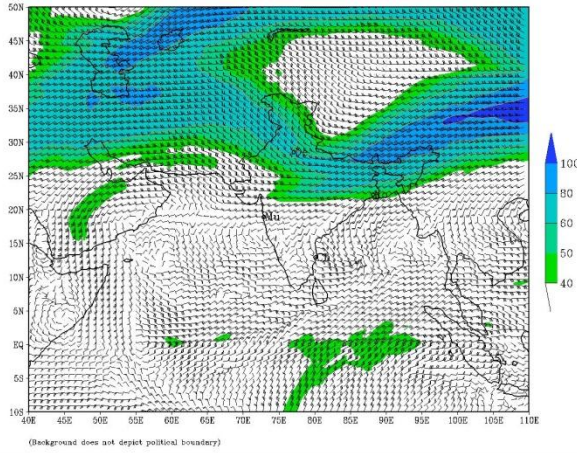 50N
45N
40N
35N
30N
25N
20N
15N
10N
5N
EQ
5S
10S
40E 45E 50E 55E 60E 65E 70E 75E 80E 85E 90E 95E 100E 105E 110E
100
80
60
50
40
Mu
(Background does not depict political boundary)